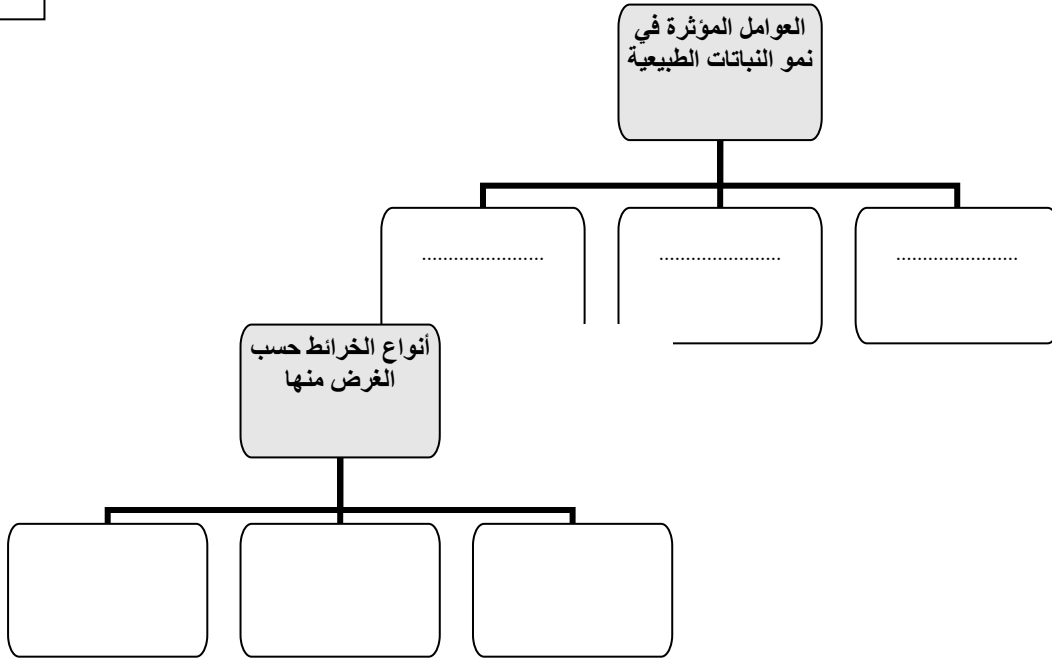 العوامل المؤثرة في
نمو النباتات الطبيعية
......................
......................
......................
أنواع الخرائط حسب
الغرض منها